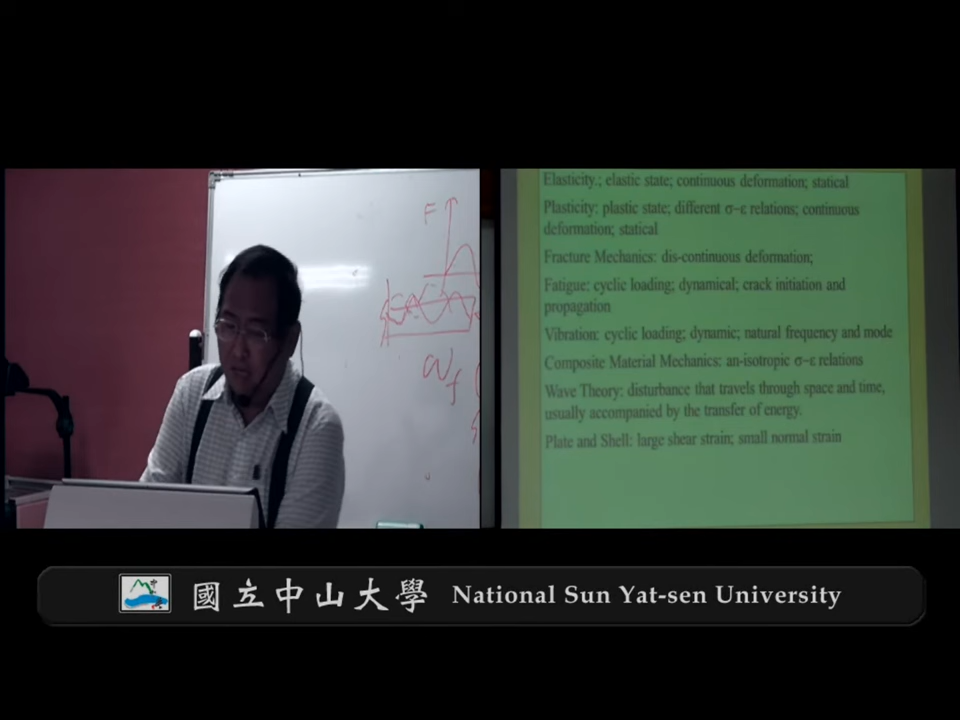 F
ω_f
Elasticity.; elastic state; continuous deformation; statical
Plasticity: plastic state; different σ-ε relations; continuous
deformation; statical
Fracture Mechanics: dis-continuous deformation;
Fatigue: cyclic loading; dynamical; crack initiation and
propagation
Vibration: cyclic loading; dynamic; natural frequency and mode
Composite Material Mechanics: an-isotropic σ-ε relations
Wave Theory: disturbance that travels through space and time,
usually accompanied by the transfer of energy.
Plate and Shell: large shear strain; small normal strain
國立中山大學 National Sun Yat-sen University